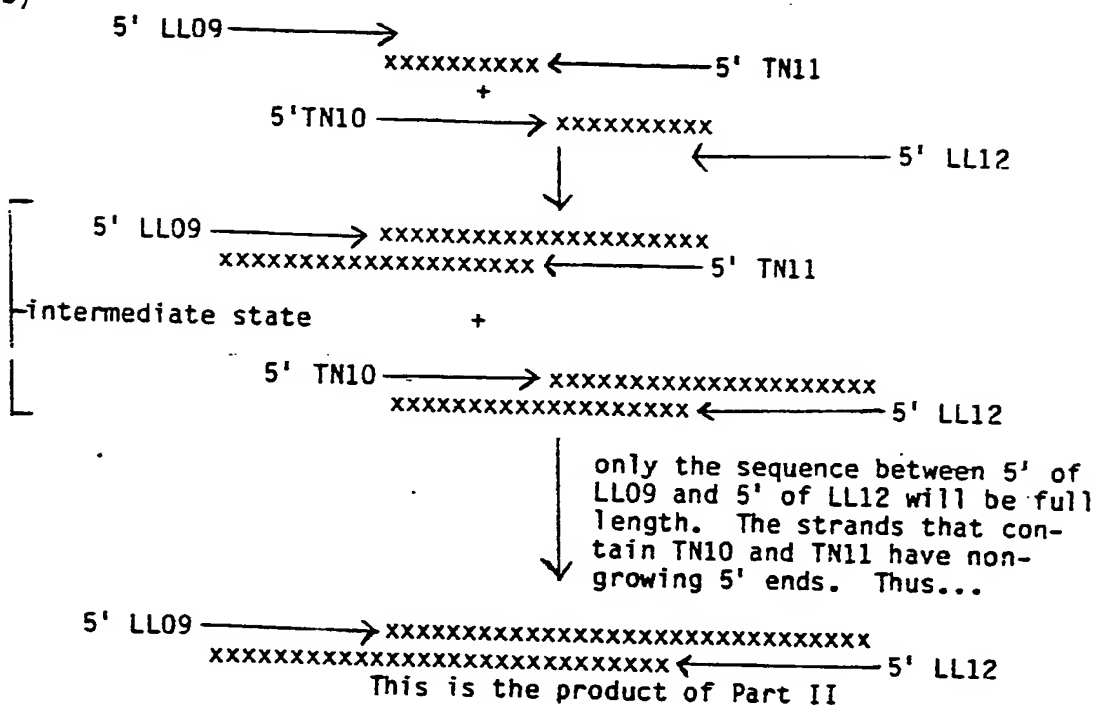 5' LL09
xxxxxxxxxx 5' TN11
+
5'TN10 xxxxxxxxxx
5' LL12
5' LL09 xxxxxxxxxxxxxxxxxxxxx
xxxxxxxxxxxxxxxxxxxx 5' TN11
intermediate state +
5' TN10 xxxxxxxxxxxxxxxxxxxxx
xxxxxxxxxxxxxxxxxxx 5' LL12
only the sequence between 5' of
LL09 and 5' of LL12 will be full
length. The strands that con-
tain TN10 and TN11 have non-
growing 5' ends. Thus...
5' LL09 xxxxxxxxxxxxxxxxxxxxxxxxxxxxxxx
xxxxxxxxxxxxxxxxxxxxxxxxxxxxx 5' LL12
This is the product of Part II